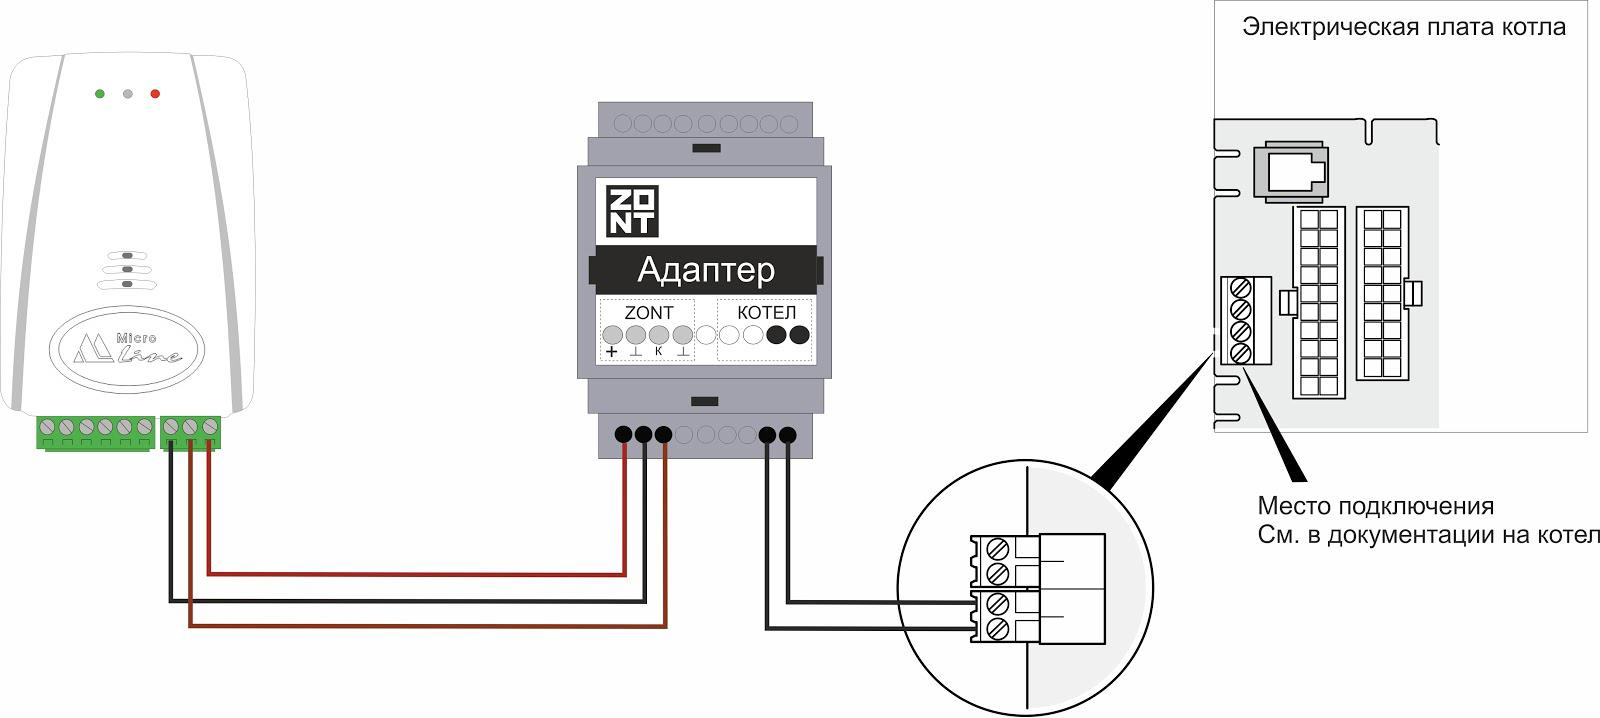 Электрическая плата котла
Micro
Line
ZO
NT
Адаптер
ZONT
КОТЕЛ
+ ⊥ К ⊥
Место подключения
См. в документации на котел